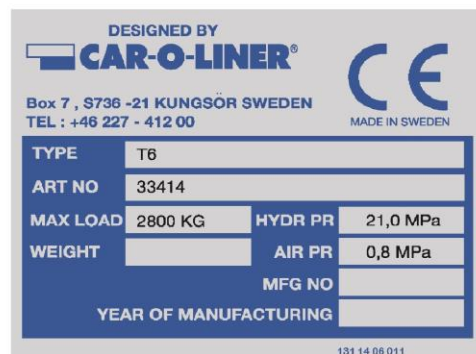 DESIGNED BY
CAR-O-LINER®
Box 7 , S736 -21 KUNGSÖR SWEDEN
TEL : +46 227 - 412 00
MADE IN SWEDEN
TYPE T6
ART NO 33414
MAX LOAD 2800 KG HYDR PR 21,0 MPa
WEIGHT AIR PR 0,8 MPa
MFG NO
YEAR OF MANUFACTURING
131 14 06 011